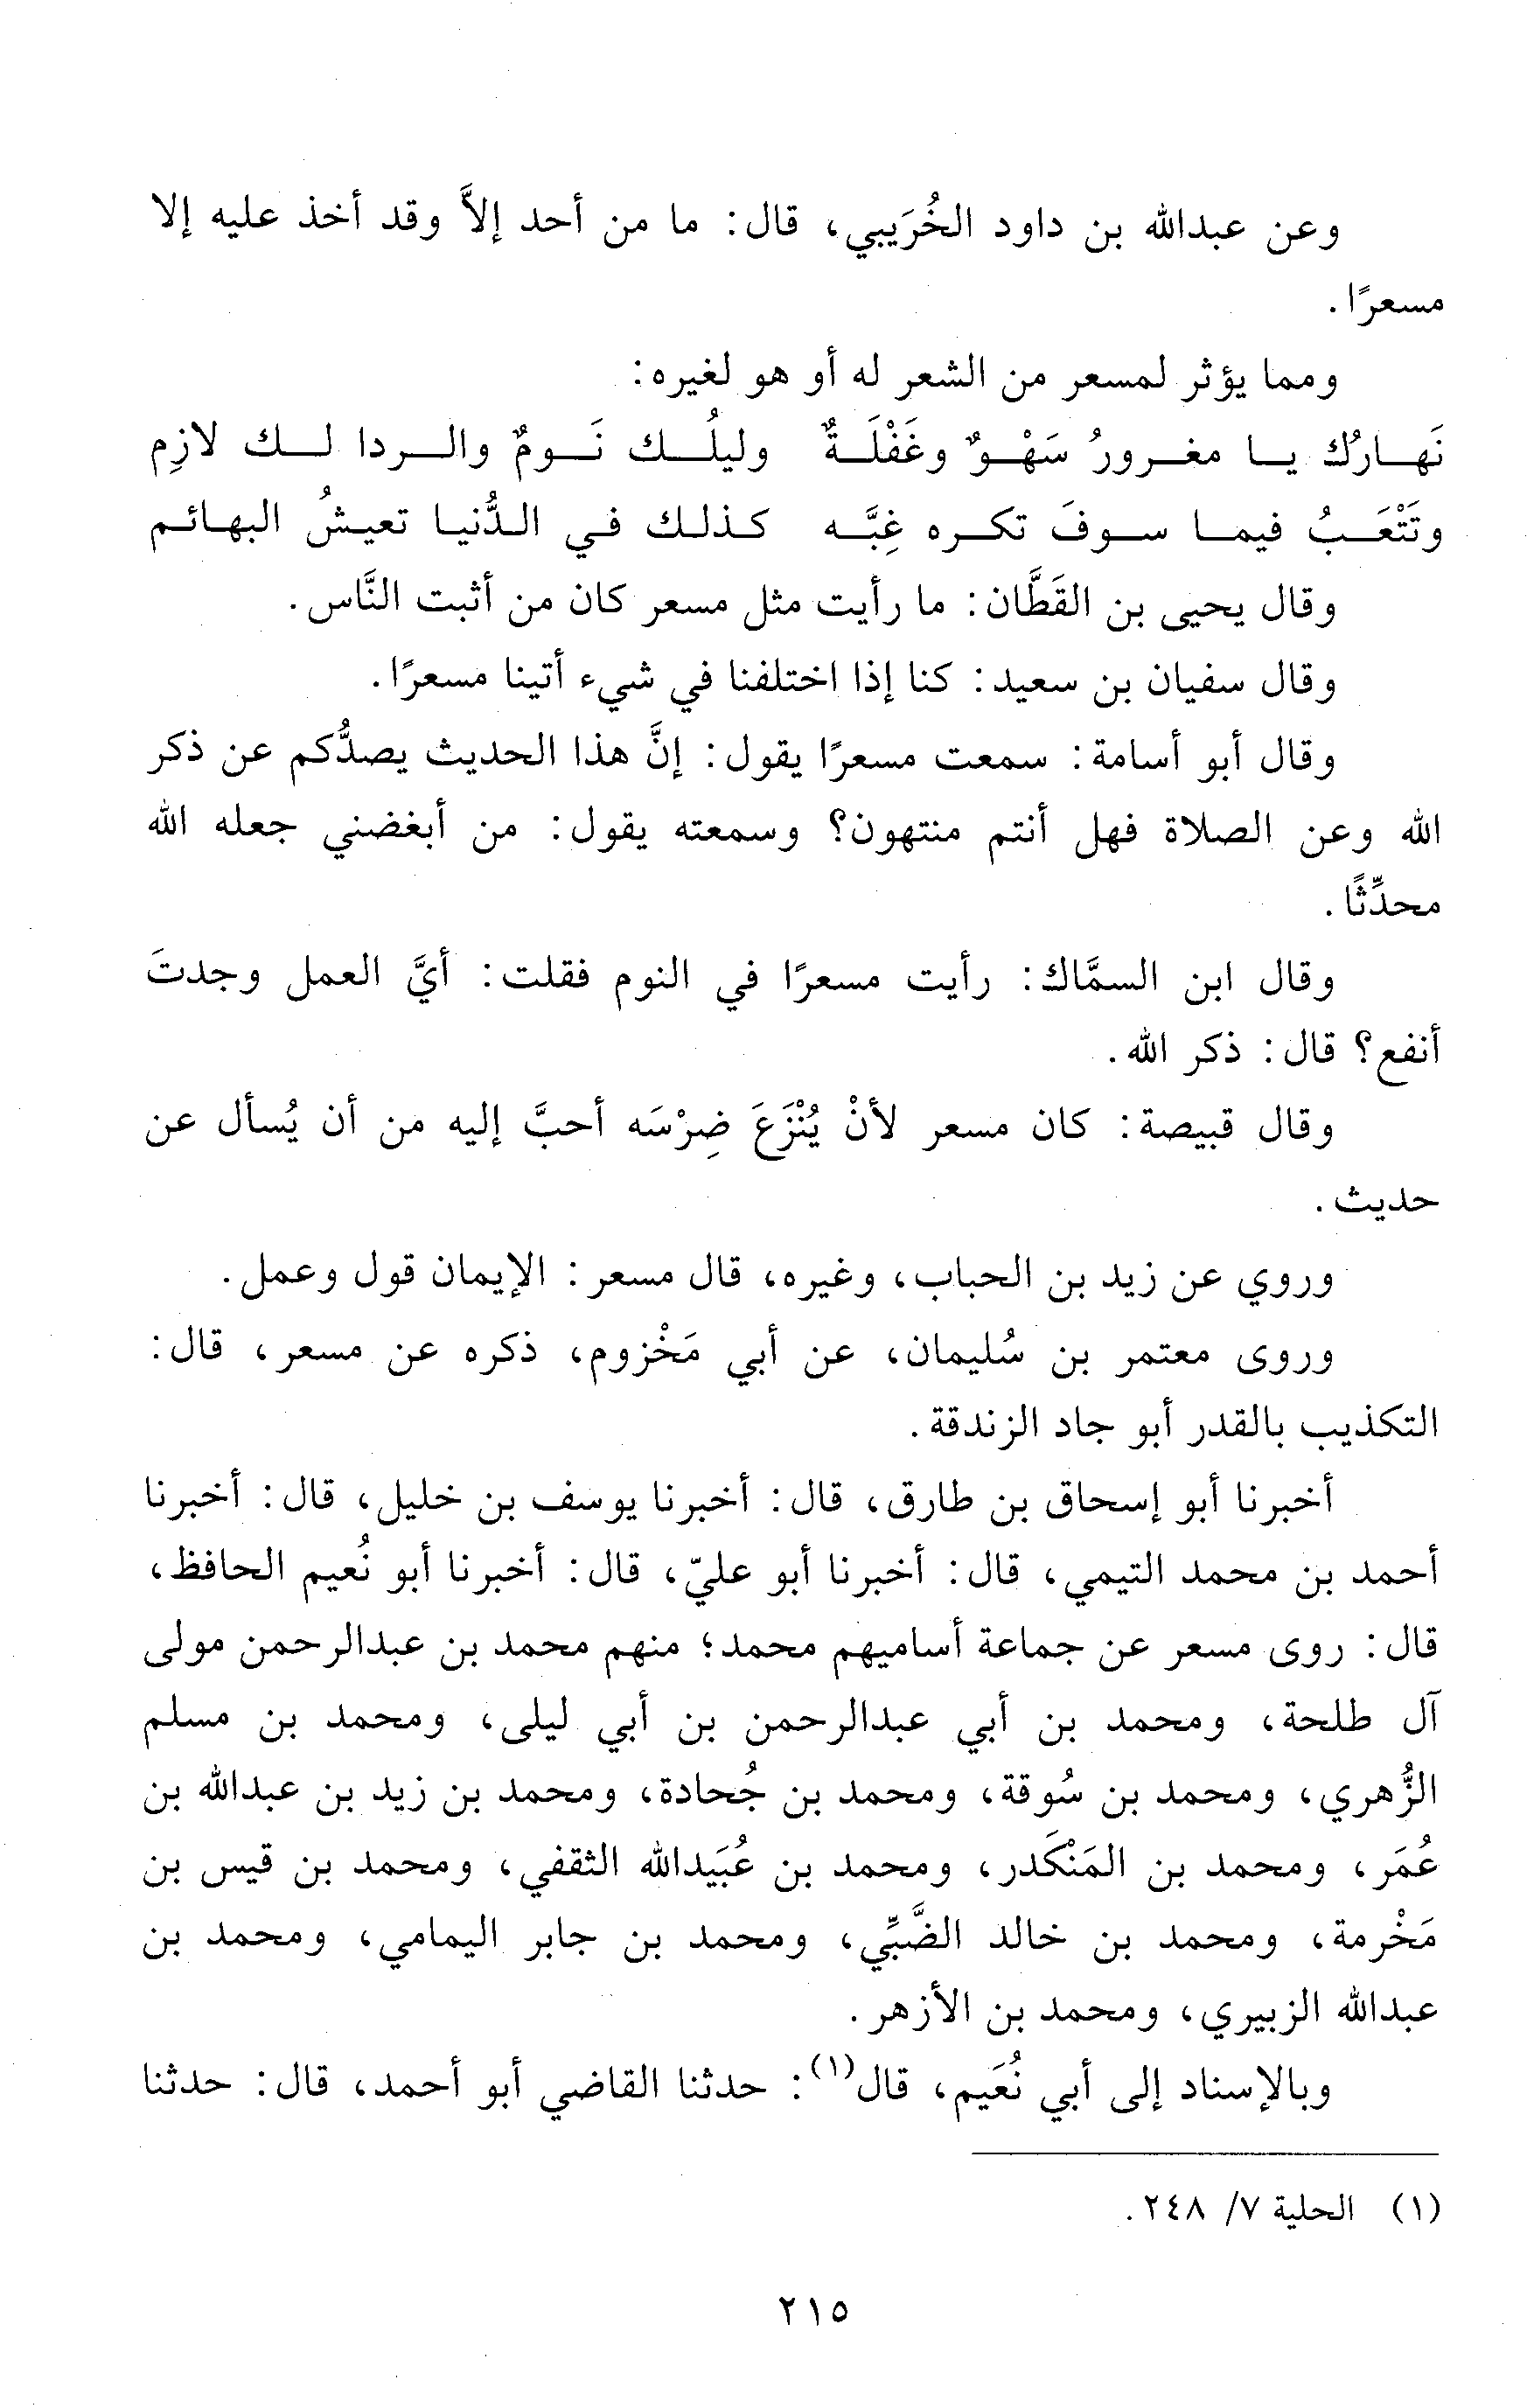 وعن عبدالله بن داود الخُرَيبي، قال: ما من أحد إلاَّ وقد أخذ عليه إلا
مسعرًا.
ومما يؤثر لمسعر من الشعر له أو هو لغيره:
نَهارُك يا مغرورُ سَهْوٌ وغَفْلَةٌ وليلُك نَومٌ والردا لك لازِم
وتَتْعَبُ فيما سوفَ تكره غِبَّه كذلك في الدُّنيا تعيشُ البهائم
وقال يحيى بن القَطَّان: ما رأيت مثل مسعر كان من أثبت النَّاس.
وقال سفيان بن سعيد: كنا إذا اختلفنا في شيء أتينا مسعرًا.
وقال أبو أسامة: سمعت مسعرًا يقول: إنَّ هذا الحديث يصدُّكم عن ذكر
الله وعن الصلاة فهل أنتم منتهون؟ وسمعته يقول: من أبغضني جعله الله
محدِّثًا.
وقال ابن السمَّاك: رأيت مسعرًا في النوم فقلت: أيَّ العمل وجدتَ
أنفع؟ قال: ذكر الله.
وقال قبيصة: كان مسعر لأنْ يُنْزَعَ ضِرْسَه أحبَّ إليه من أن يُسأل عن
حديث.
وروي عن زيد بن الحباب، وغيره، قال مسعر: الإيمان قول وعمل.
وروى معتمر بن سُليمان، عن أبي مَخْزوم، ذكره عن مسعر، قال:
التكذيب بالقدر أبو جاد الزندقة.
أخبرنا أبو إسحاق بن طارق، قال: أخبرنا يوسف بن خليل، قال: أخبرنا
أحمد بن محمد التيمي، قال: أخبرنا أبو عليّ، قال: أخبرنا أبو نُعيم الحافظ،
قال: روى مسعر عن جماعة أساميهم محمد؛ منهم محمد بن عبدالرحمن مولى
آل طلحة، ومحمد بن أبي عبدالرحمن بن أبي ليلى، ومحمد بن مسلم
الزُّهري، ومحمد بن سُوقة، ومحمد بن جُحادة، ومحمد بن زيد بن عبدالله بن
عُمَر، ومحمد بن المَنْكَدر، ومحمد بن عُبَيدالله الثقفي، ومحمد بن قيس بن
مَخْرمة، ومحمد بن خالد الضَّبِّي، ومحمد بن جابر اليمامي، ومحمد بن
عبدالله الزبيري، ومحمد بن الأزهر.
وبالإسناد إلى أبي نُعَيم، قال(١): حدثنا القاضي أبو أحمد، قال: حدثنا
(١) الحلية ٧/ ٢٤٨.
٢١٥